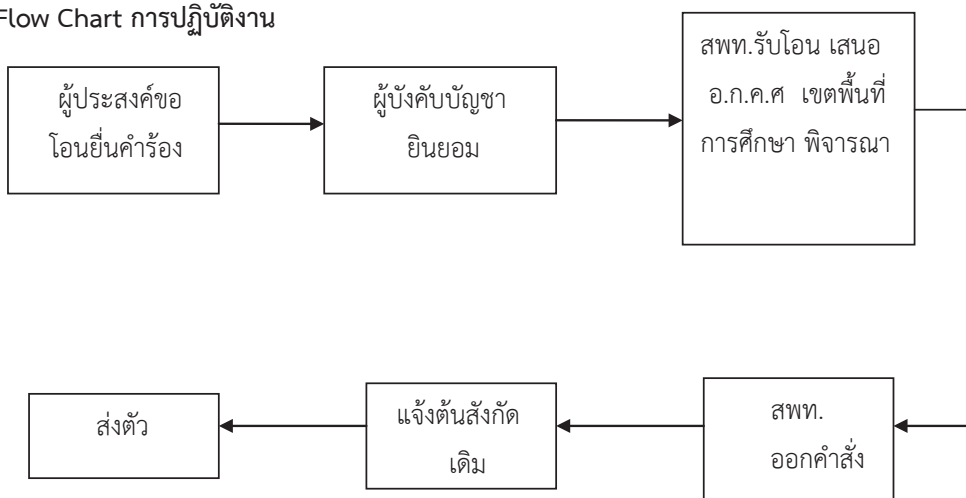 Flow Chart การปฏิบัติงาน
ผู้ประสงค์ขอ
โอนยื่นคำร้อง
ผู้บังคับบัญชา
ยินยอม
สพท.รับโอน เสนอ
อ.ก.ค.ศ เขตพื้นที่
การศึกษา พิจารณา
สพท.
ออกคำสั่ง
แจ้งต้นสังกัด
เดิม
ส่งตัว